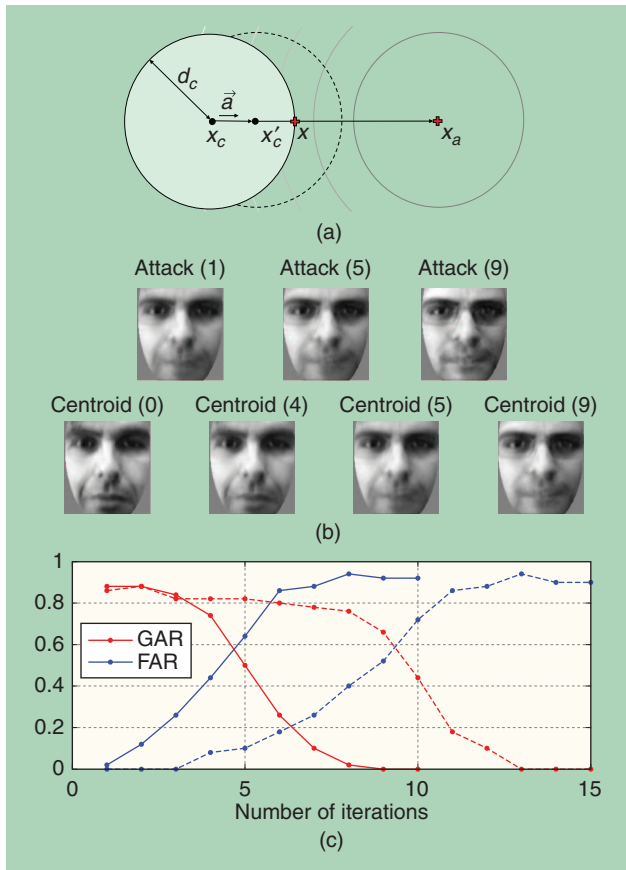 d_c
a⃗
x_c x′_c x x_a
(a)
Attack (1) Attack (5) Attack (9)
Centroid (0) Centroid (4) Centroid (5) Centroid (9)
(b)
1
0.8
0.6
0.4
0.2
0
GAR
FAR
0 5 10 15
Number of iterations
(c)